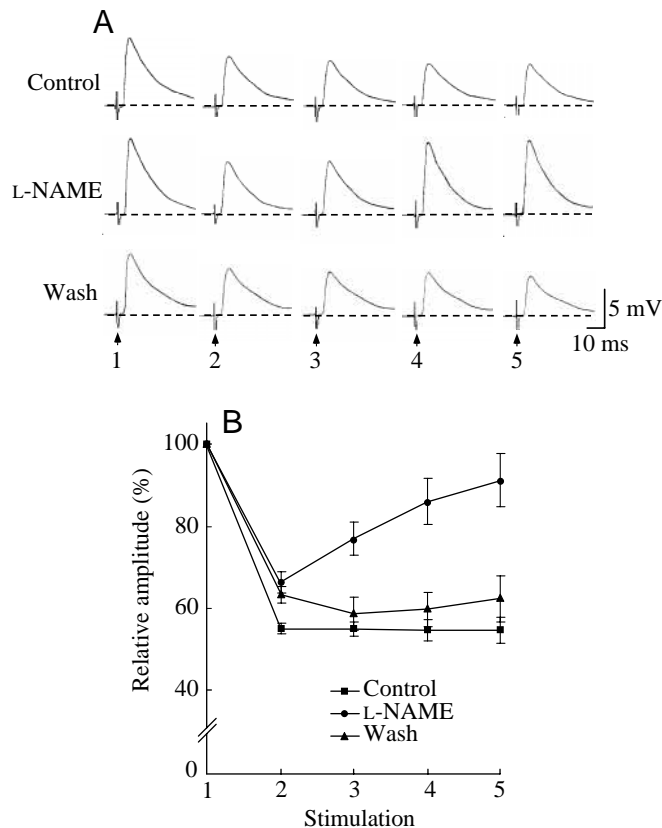 A
Control
L-NAME
Wash
5 mV
10 ms
1 2 3 4 5
B
Relative amplitude (%)
100
80
60
40
0
Control
L-NAME
Wash
1 2 3 4 5
Stimulation